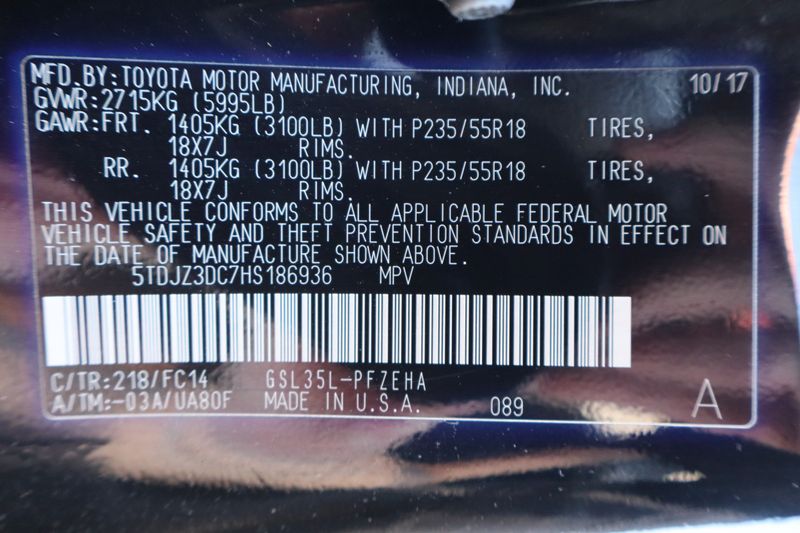 MFD.BY:TOYOTA MOTOR MANUFACTURING, INDIANA, INC. 10/17
GVWR:2715KG (5995LB)
GAWR:FRT. 1405KG (3100LB) WITH P235/55R18 TIRES,
18X7J RIMS.
RR. 1405KG (3100LB) WITH P235/55R18 TIRES,
18X7J RIMS.
THIS VEHICLE CONFORMS TO ALL APPLICABLE FEDERAL MOTOR
VEHICLE SAFETY AND THEFT PREVENTION STANDARDS IN EFFECT ON
THE DATE OF MANUFACTURE SHOWN ABOVE.
5TDJZ3DC7HS186936 MPV
C/TR:218/FC14 GSL35L-PFZEHA
A/TM:-03A/UA80F MADE IN U.S.A. 089 A